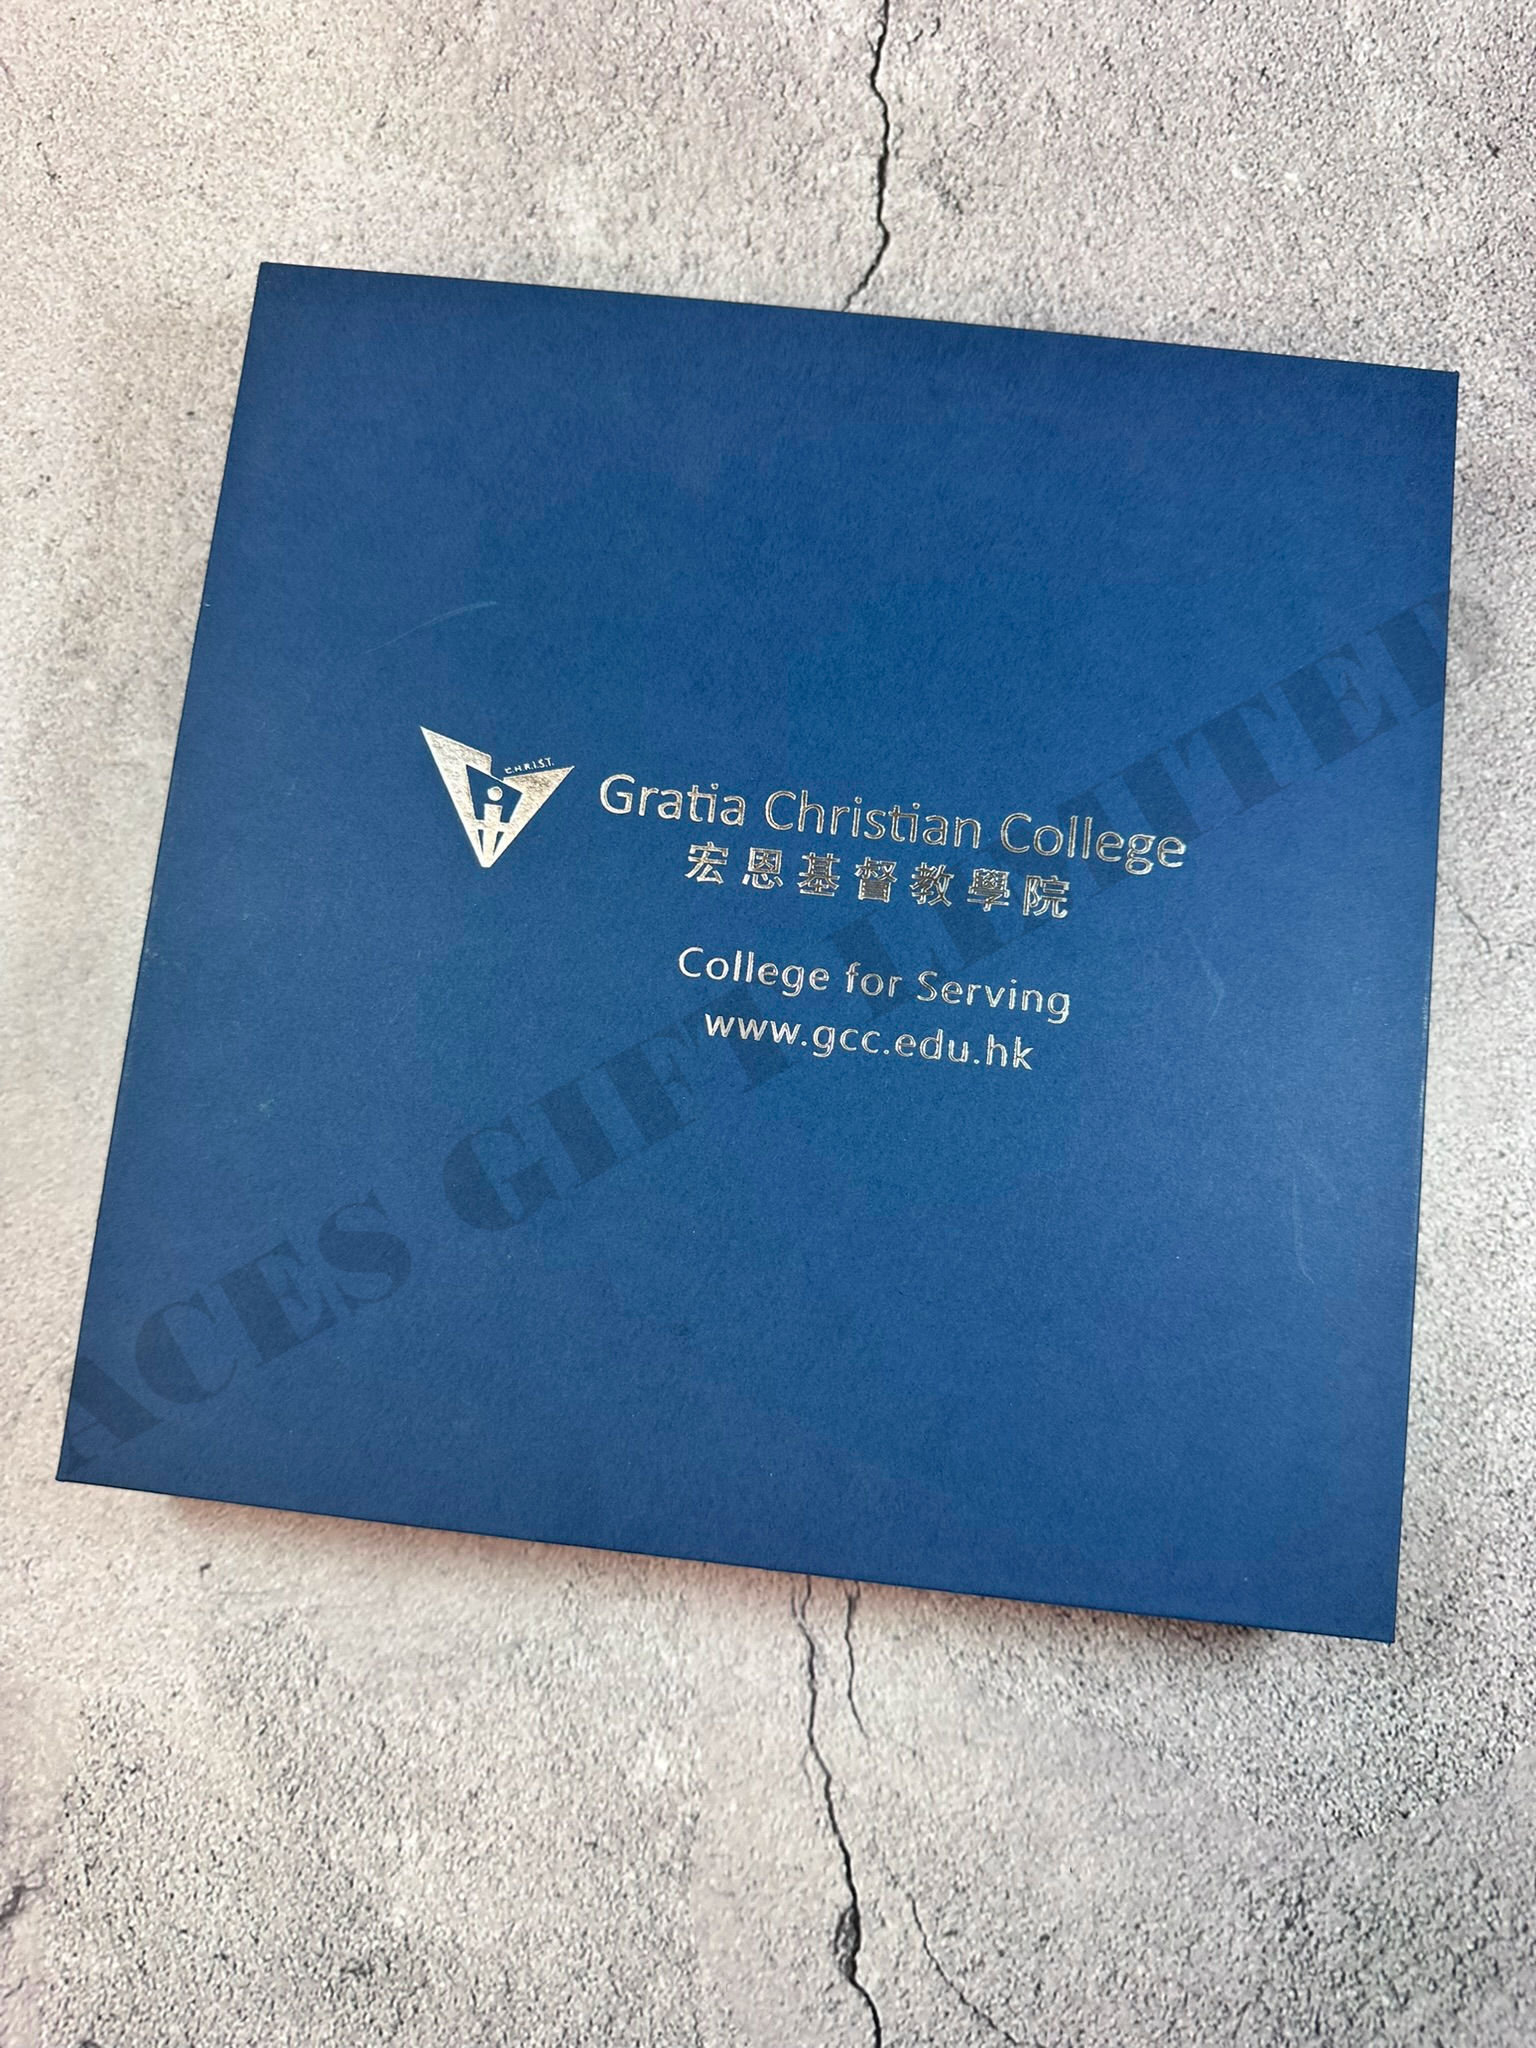 C.H.R.I.S.T.
Gratia Christian College
宏恩基督教學院
College for Serving
www.gcc.edu.hk
ACES GIFT LIMITED